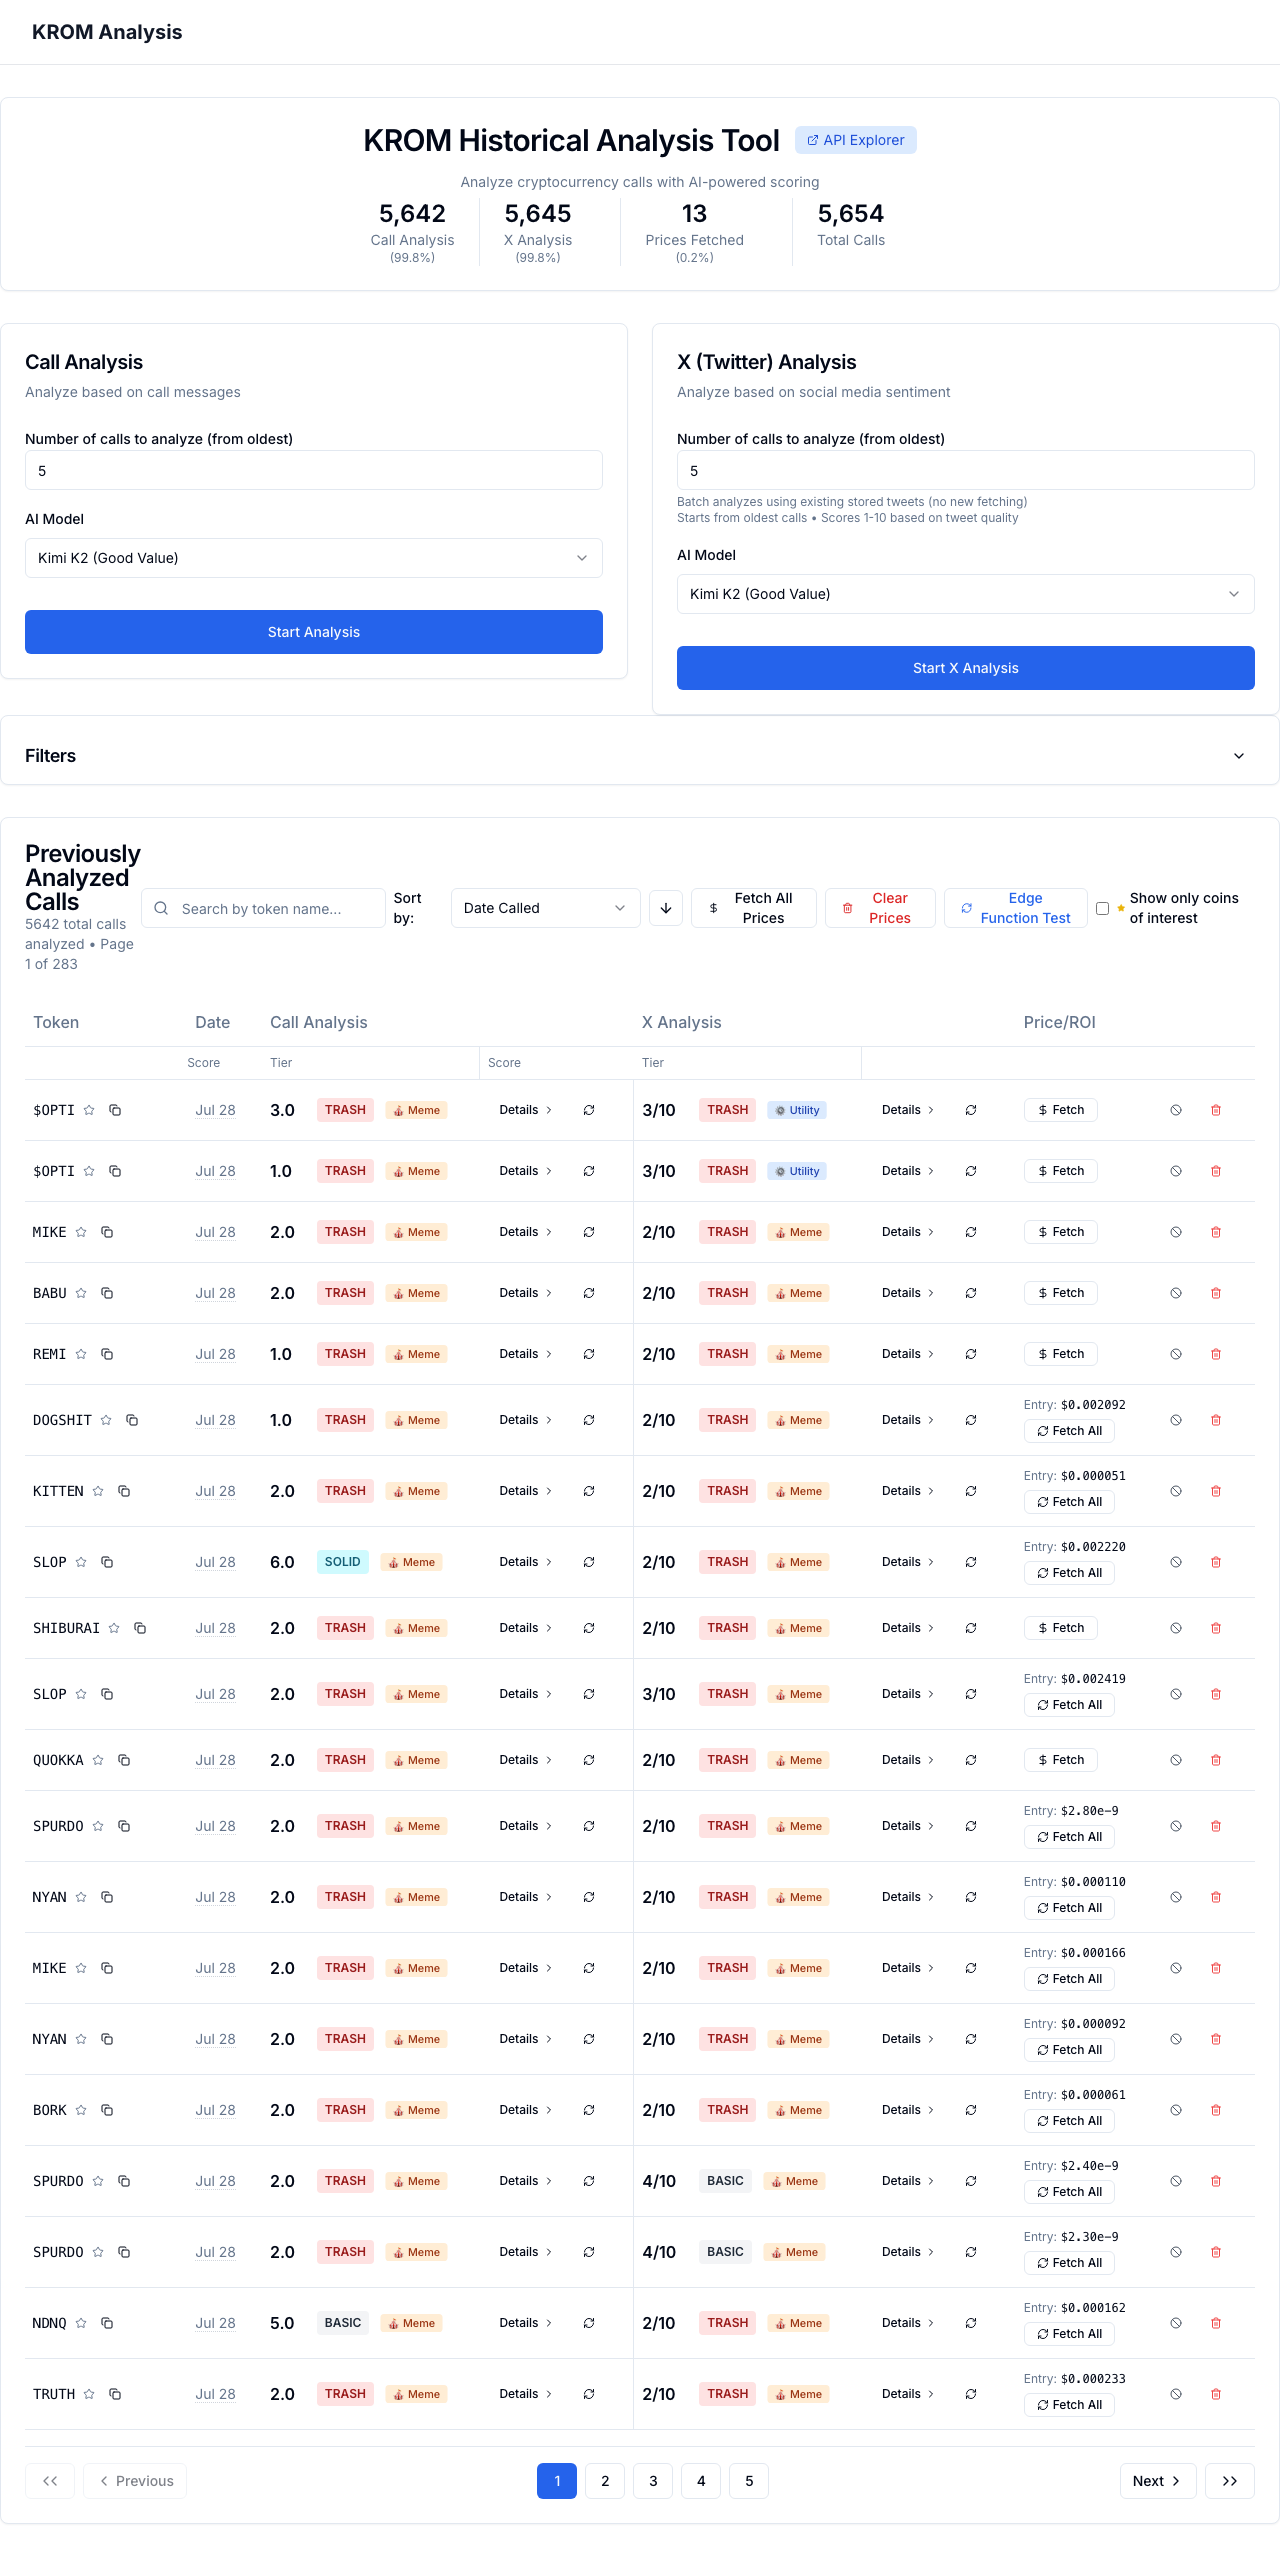 KROM Analysis
KROM Historical Analysis Tool API Explorer
Analyze cryptocurrency calls with AI-powered scoring
5,642 5,645 13 5,654
Call Analysis X Analysis Prices Fetched Total Calls
(99.8%) (99.8%) (0.2%)
Call Analysis
Analyze based on call messages
Number of calls to analyze (from oldest)
5
AI Model
Kimi K2 (Good Value)
Start Analysis
X (Twitter) Analysis
Analyze based on social media sentiment
Number of calls to analyze (from oldest)
5
Batch analyzes using existing stored tweets (no new fetching)
Starts from oldest calls • Scores 1-10 based on tweet quality
AI Model
Kimi K2 (Good Value)
Start X Analysis
Filters
Previously
Analyzed
Calls
5642 total calls
analyzed • Page
1 of 283
Search by token name...
Sort
by:
Date Called
Fetch All
Prices
Clear
Prices
Edge
Function Test
Show only coins
of interest
Token Date Call Analysis X Analysis Price/ROI
Score Tier Score Tier
$OPTI Jul 28 3.0 TRASH Meme Details 3/10 TRASH Utility Details Fetch
$OPTI Jul 28 1.0 TRASH Meme Details 3/10 TRASH Utility Details Fetch
MIKE Jul 28 2.0 TRASH Meme Details 2/10 TRASH Meme Details Fetch
BABU Jul 28 2.0 TRASH Meme Details 2/10 TRASH Meme Details Fetch
REMI Jul 28 1.0 TRASH Meme Details 2/10 TRASH Meme Details Fetch
DOGSHIT Jul 28 1.0 TRASH Meme Details 2/10 TRASH Meme Details Entry: $0.002092
Fetch All
KITTEN Jul 28 2.0 TRASH Meme Details 2/10 TRASH Meme Details Entry: $0.000051
Fetch All
SLOP Jul 28 6.0 SOLID Meme Details 2/10 TRASH Meme Details Entry: $0.002220
Fetch All
SHIBURAI Jul 28 2.0 TRASH Meme Details 2/10 TRASH Meme Details Fetch
SLOP Jul 28 2.0 TRASH Meme Details 3/10 TRASH Meme Details Entry: $0.002419
Fetch All
QUOKKA Jul 28 2.0 TRASH Meme Details 2/10 TRASH Meme Details Fetch
SPURDO Jul 28 2.0 TRASH Meme Details 2/10 TRASH Meme Details Entry: $2.80e-9
Fetch All
NYAN Jul 28 2.0 TRASH Meme Details 2/10 TRASH Meme Details Entry: $0.000110
Fetch All
MIKE Jul 28 2.0 TRASH Meme Details 2/10 TRASH Meme Details Entry: $0.000166
Fetch All
NYAN Jul 28 2.0 TRASH Meme Details 2/10 TRASH Meme Details Entry: $0.000092
Fetch All
BORK Jul 28 2.0 TRASH Meme Details 2/10 TRASH Meme Details Entry: $0.000061
Fetch All
SPURDO Jul 28 2.0 TRASH Meme Details 4/10 BASIC Meme Details Entry: $2.40e-9
Fetch All
SPURDO Jul 28 2.0 TRASH Meme Details 4/10 BASIC Meme Details Entry: $2.30e-9
Fetch All
NDNQ Jul 28 5.0 BASIC Meme Details 2/10 TRASH Meme Details Entry: $0.000162
Fetch All
TRUTH Jul 28 2.0 TRASH Meme Details 2/10 TRASH Meme Details Entry: $0.000233
Fetch All
Previous 1 2 3 4 5 Next